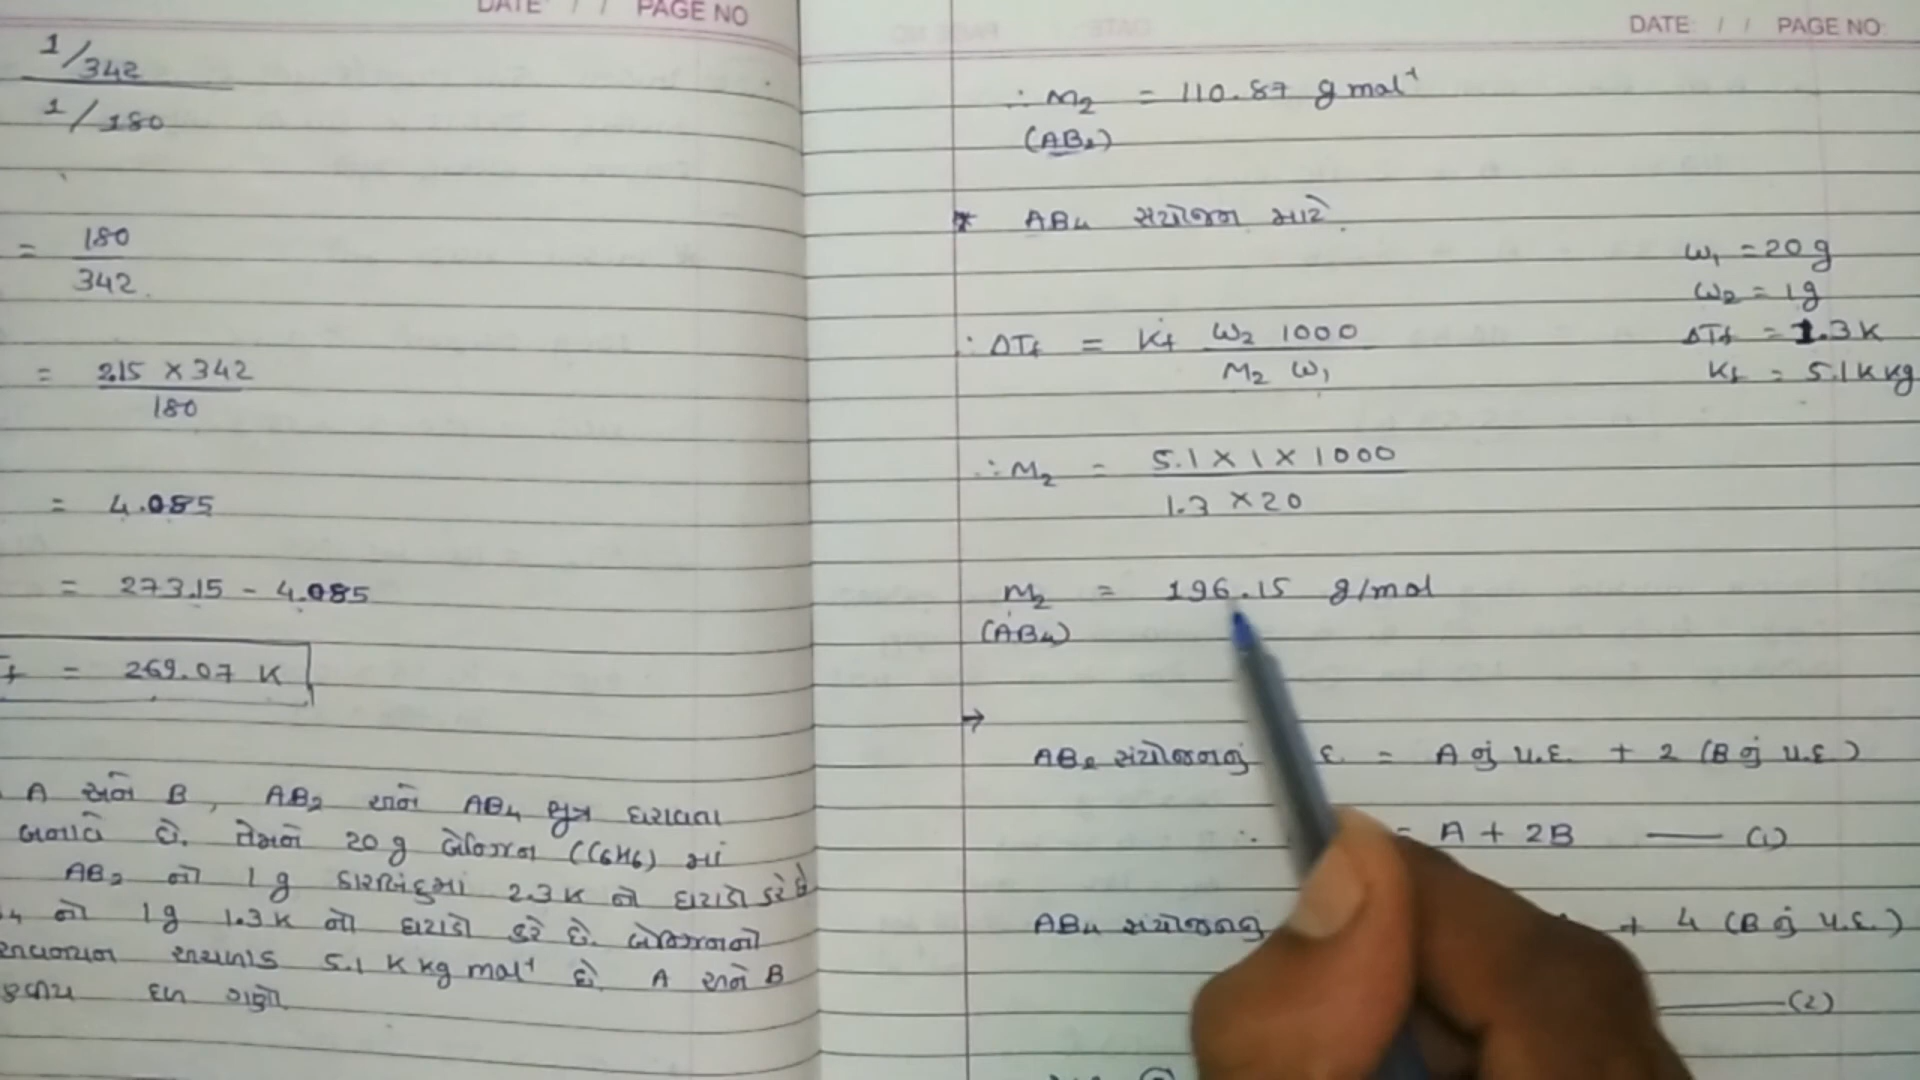 DATE / / PAGE NO
1/342
1/180
= 180
342
= 2.15 × 342
180
= 4.085
= 273.15 - 4.085
= 269.07 K
A અને B, AB2 અને AB4 સૂત્ર ધરાવતા
બનાવે છે. તેમને 20 g બેન્ઝિન (C6H6) માં
AB2 નો 1 g ઠારબિંદુમાં 2.3 K નો ઘટાડો કરે છે
4 નો 1 g 1.3 K નો ઘટાડો કરે છે. બેન્ઝિનનો
5.1 K kg mol-1 છે. A અને B
દળ ગણો.
DATE / / PAGE NO
∴ M2 = 110.87 g mol-1
(AB2)
* AB4 સંયોજન માટે
w1 = 20 g
w2 = 1 g
∴ ΔTf = Kf w2 1000
M2 w1
ΔTf = 1.3 K
Kf = 5.1 K kg
∴ M2 = 5.1 × 1 × 1000
1.3 × 20
M2 = 196.15 g/mol
(AB4)
→
AB2 સંયોજનનું દ. = A નું પ.દ. + 2 (B નું પ.દ.)
∴ = A + 2B —— (1)
AB4 સંયોજનનું + 4 (B નું પ.દ.)
—— (2)